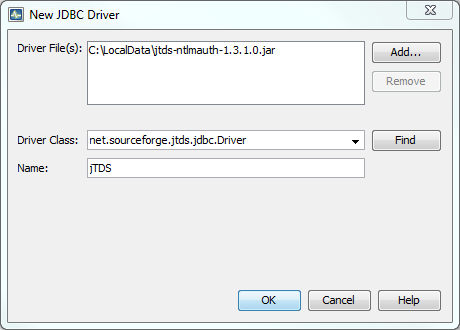 New JDBC Driver
Driver File(s): C:\LocalData\jtds-ntlmauth-1.3.1.0.jar Add...
Remove
Driver Class: net.sourceforge.jtds.jdbc.Driver Find
Name: jTDS
OK Cancel Help